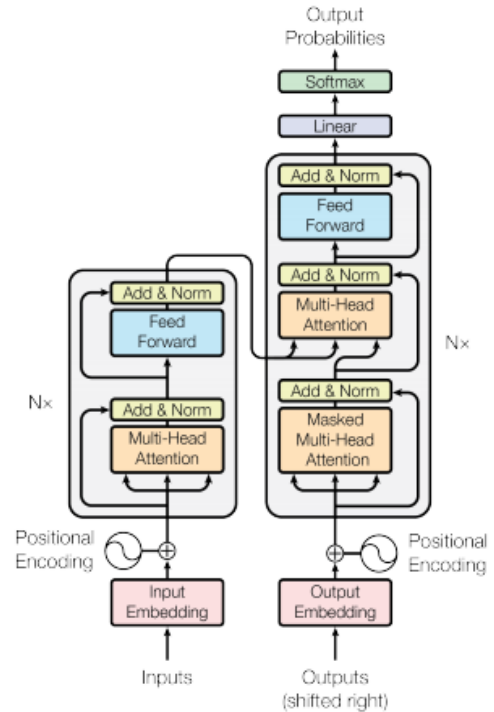 Output
Probabilities
Softmax
Linear
Add & Norm
Feed
Forward
Add & Norm
Multi-Head
Attention
Add & Norm
Masked
Multi-Head
Attention
N×
Positional
Encoding
Output
Embedding
Outputs
(shifted right)
Add & Norm
Feed
Forward
Add & Norm
Multi-Head
Attention
N×
Positional
Encoding
Input
Embedding
Inputs